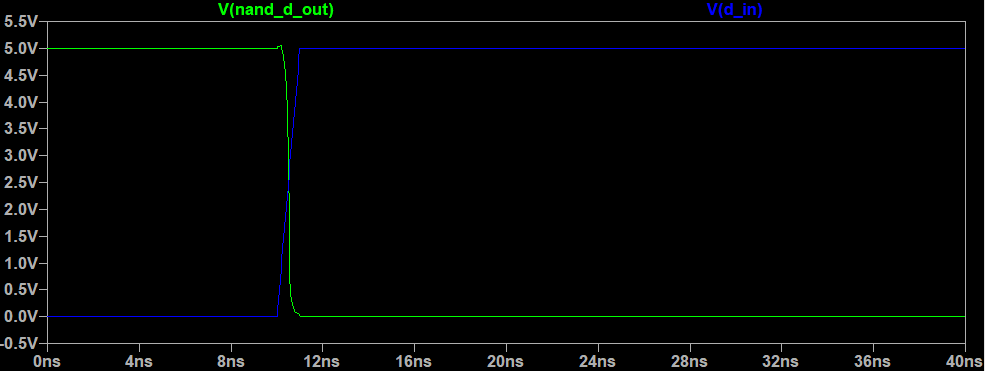 V(nand_d_out) V(d_in)
5.5V
5.0V
4.5V
4.0V
3.5V
3.0V
2.5V
2.0V
1.5V
1.0V
0.5V
0.0V
-0.5V
0ns 4ns 8ns 12ns 16ns 20ns 24ns 28ns 32ns 36ns 40ns